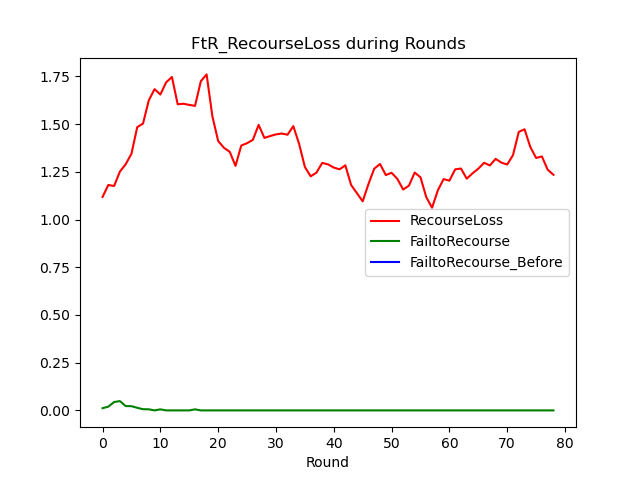 FtR_RecourseLoss during Rounds
1.75
1.50
1.25
1.00
0.75
0.50
0.25
0.00
RecourseLoss
FailtoRecourse
FailtoRecourse_Before
0 10 20 30 40 50 60 70 80
Round